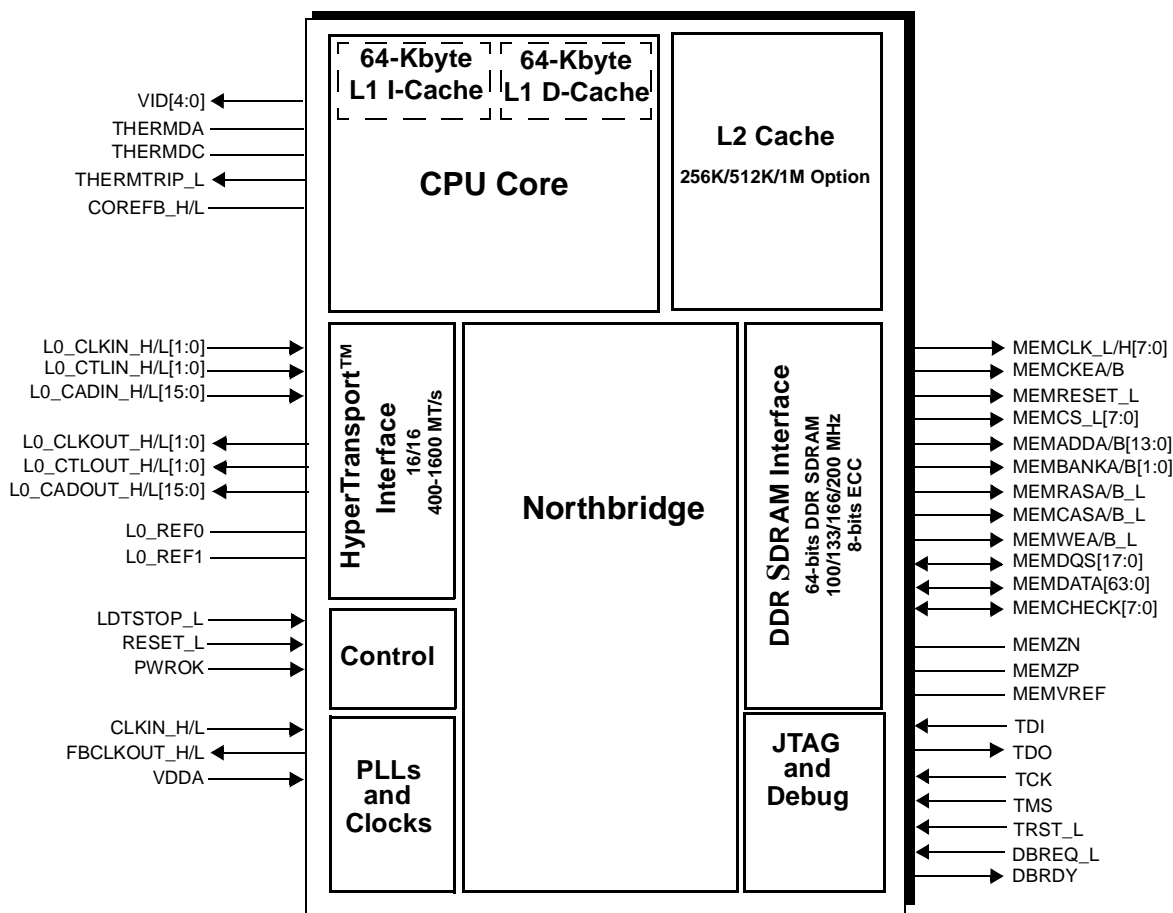 64-Kbyte
L1 I-Cache
64-Kbyte
L1 D-Cache
CPU Core
L2 Cache
256K/512K/1M Option
VID[4:0]
THERMDA
THERMDC
THERMTRIP_L
COREFB_H/L
L0_CLKIN_H/L[1:0]
L0_CTLIN_H/L[1:0]
L0_CADIN_H/L[15:0]
L0_CLKOUT_H/L[1:0]
L0_CTLOUT_H/L[1:0]
L0_CADOUT_H/L[15:0]
L0_REF0
L0_REF1
LDTSTOP_L
RESET_L
PWROK
CLKIN_H/L
FBCLKOUT_H/L
VDDA
HyperTransport™
Interface
16/16
400-1600 MT/s
Control
PLLs
and
Clocks
Northbridge
DDR SDRAM Interface
64-bits DDR SDRAM
100/133/166/200 MHz
8-bits ECC
JTAG
and
Debug
MEMCLK_L/H[7:0]
MEMCKEA/B
MEMRESET_L
MEMCS_L[7:0]
MEMADDA/B[13:0]
MEMBANKA/B[1:0]
MEMRASA/B_L
MEMCASA/B_L
MEMWEA/B_L
MEMDQS[17:0]
MEMDATA[63:0]
MEMCHECK[7:0]
MEMZN
MEMZP
MEMVREF
TDI
TDO
TCK
TMS
TRST_L
DBREQ_L
DBRDY